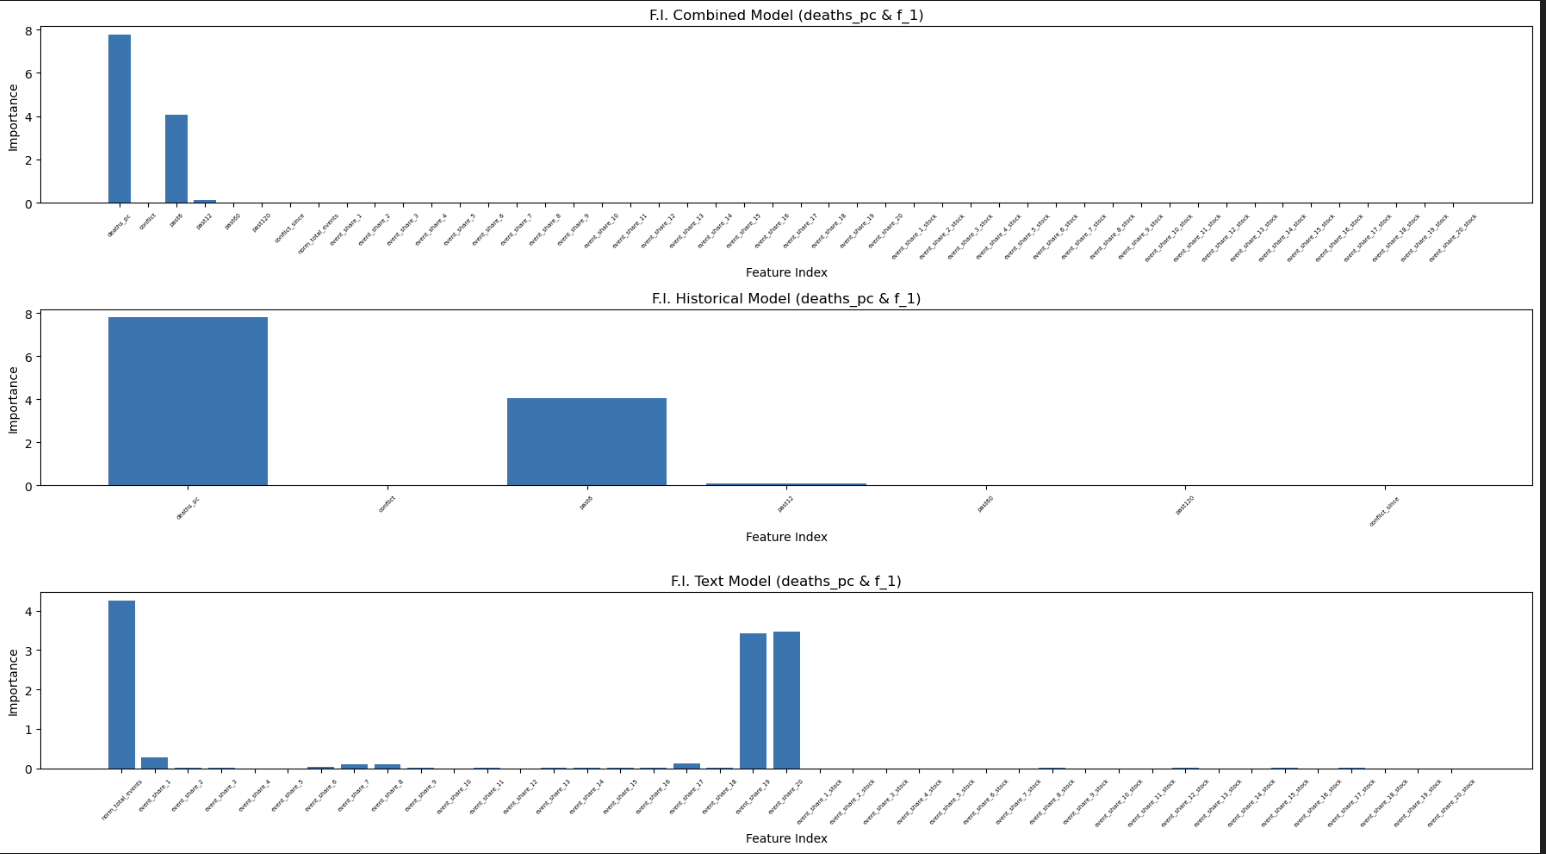 F.I. Combined Model (deaths_pc & f_1)
8
6
4
2
0
Importance
deaths_pc conflict past6 past12 past60 past120 conflict_since norm_total_events event_share_1 event_share_2 event_share_3 event_share_4 event_share_5 event_share_6 event_share_7 event_share_8 event_share_9 event_share_10 event_share_11 event_share_12 event_share_13 event_share_14 event_share_15 event_share_16 event_share_17 event_share_18 event_share_19 event_share_20 event_share_1_stock event_share_2_stock event_share_3_stock event_share_4_stock event_share_5_stock event_share_6_stock event_share_7_stock event_share_8_stock event_share_9_stock event_share_10_stock event_share_11_stock event_share_12_stock event_share_13_stock event_share_14_stock event_share_15_stock event_share_16_stock event_share_17_stock event_share_18_stock event_share_19_stock event_share_20_stock
Feature Index
F.I. Historical Model (deaths_pc & f_1)
8
6
4
2
0
Importance
deaths_pc conflict past6 past12 past60 past120 conflict_since
Feature Index
F.I. Text Model (deaths_pc & f_1)
4
3
2
1
0
Importance
norm_total_events event_share_1 event_share_2 event_share_3 event_share_4 event_share_5 event_share_6 event_share_7 event_share_8 event_share_9 event_share_10 event_share_11 event_share_12 event_share_13 event_share_14 event_share_15 event_share_16 event_share_17 event_share_18 event_share_19 event_share_20 event_share_1_stock event_share_2_stock event_share_3_stock event_share_4_stock event_share_5_stock event_share_6_stock event_share_7_stock event_share_8_stock event_share_9_stock event_share_10_stock event_share_11_stock event_share_12_stock event_share_13_stock event_share_14_stock event_share_15_stock event_share_16_stock event_share_17_stock event_share_18_stock event_share_19_stock event_share_20_stock
Feature Index